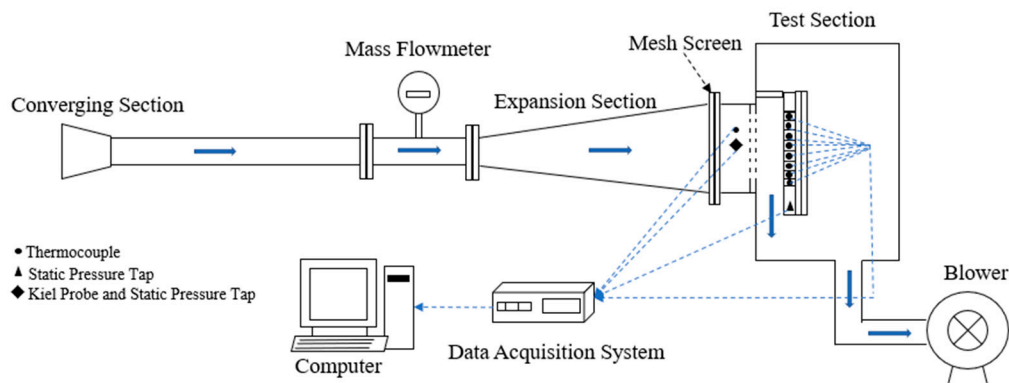 Test Section
Mass Flowmeter
Mesh Screen
Converging Section
Expansion Section
Thermocouple
Static Pressure Tap
Kiel Probe and Static Pressure Tap
Blower
Data Acquisition System
Computer